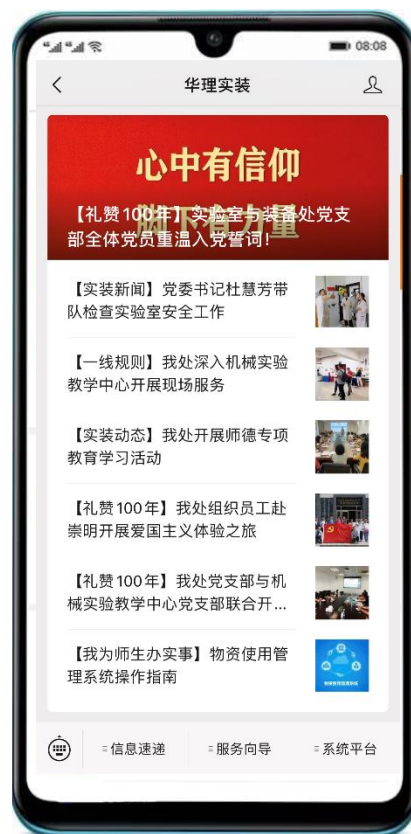 08:08
华理实装
心中有信仰
脚下有力量
【礼赞100年】实验室与装备处党支
部全体党员重温入党誓词!
【实装新闻】党委书记杜慧芳带
队检查实验室安全工作
【一线规则】我处深入机械实验
教学中心开展现场服务
【实装动态】我处开展师德专项
教育学习活动
【礼赞100年】我处组织员工赴
崇明开展爱国主义体验之旅
【礼赞100年】我处党支部与机
械实验教学中心党支部联合开...
【我为师生办实事】物资使用管
理系统操作指南
信息速递
服务向导
系统平台